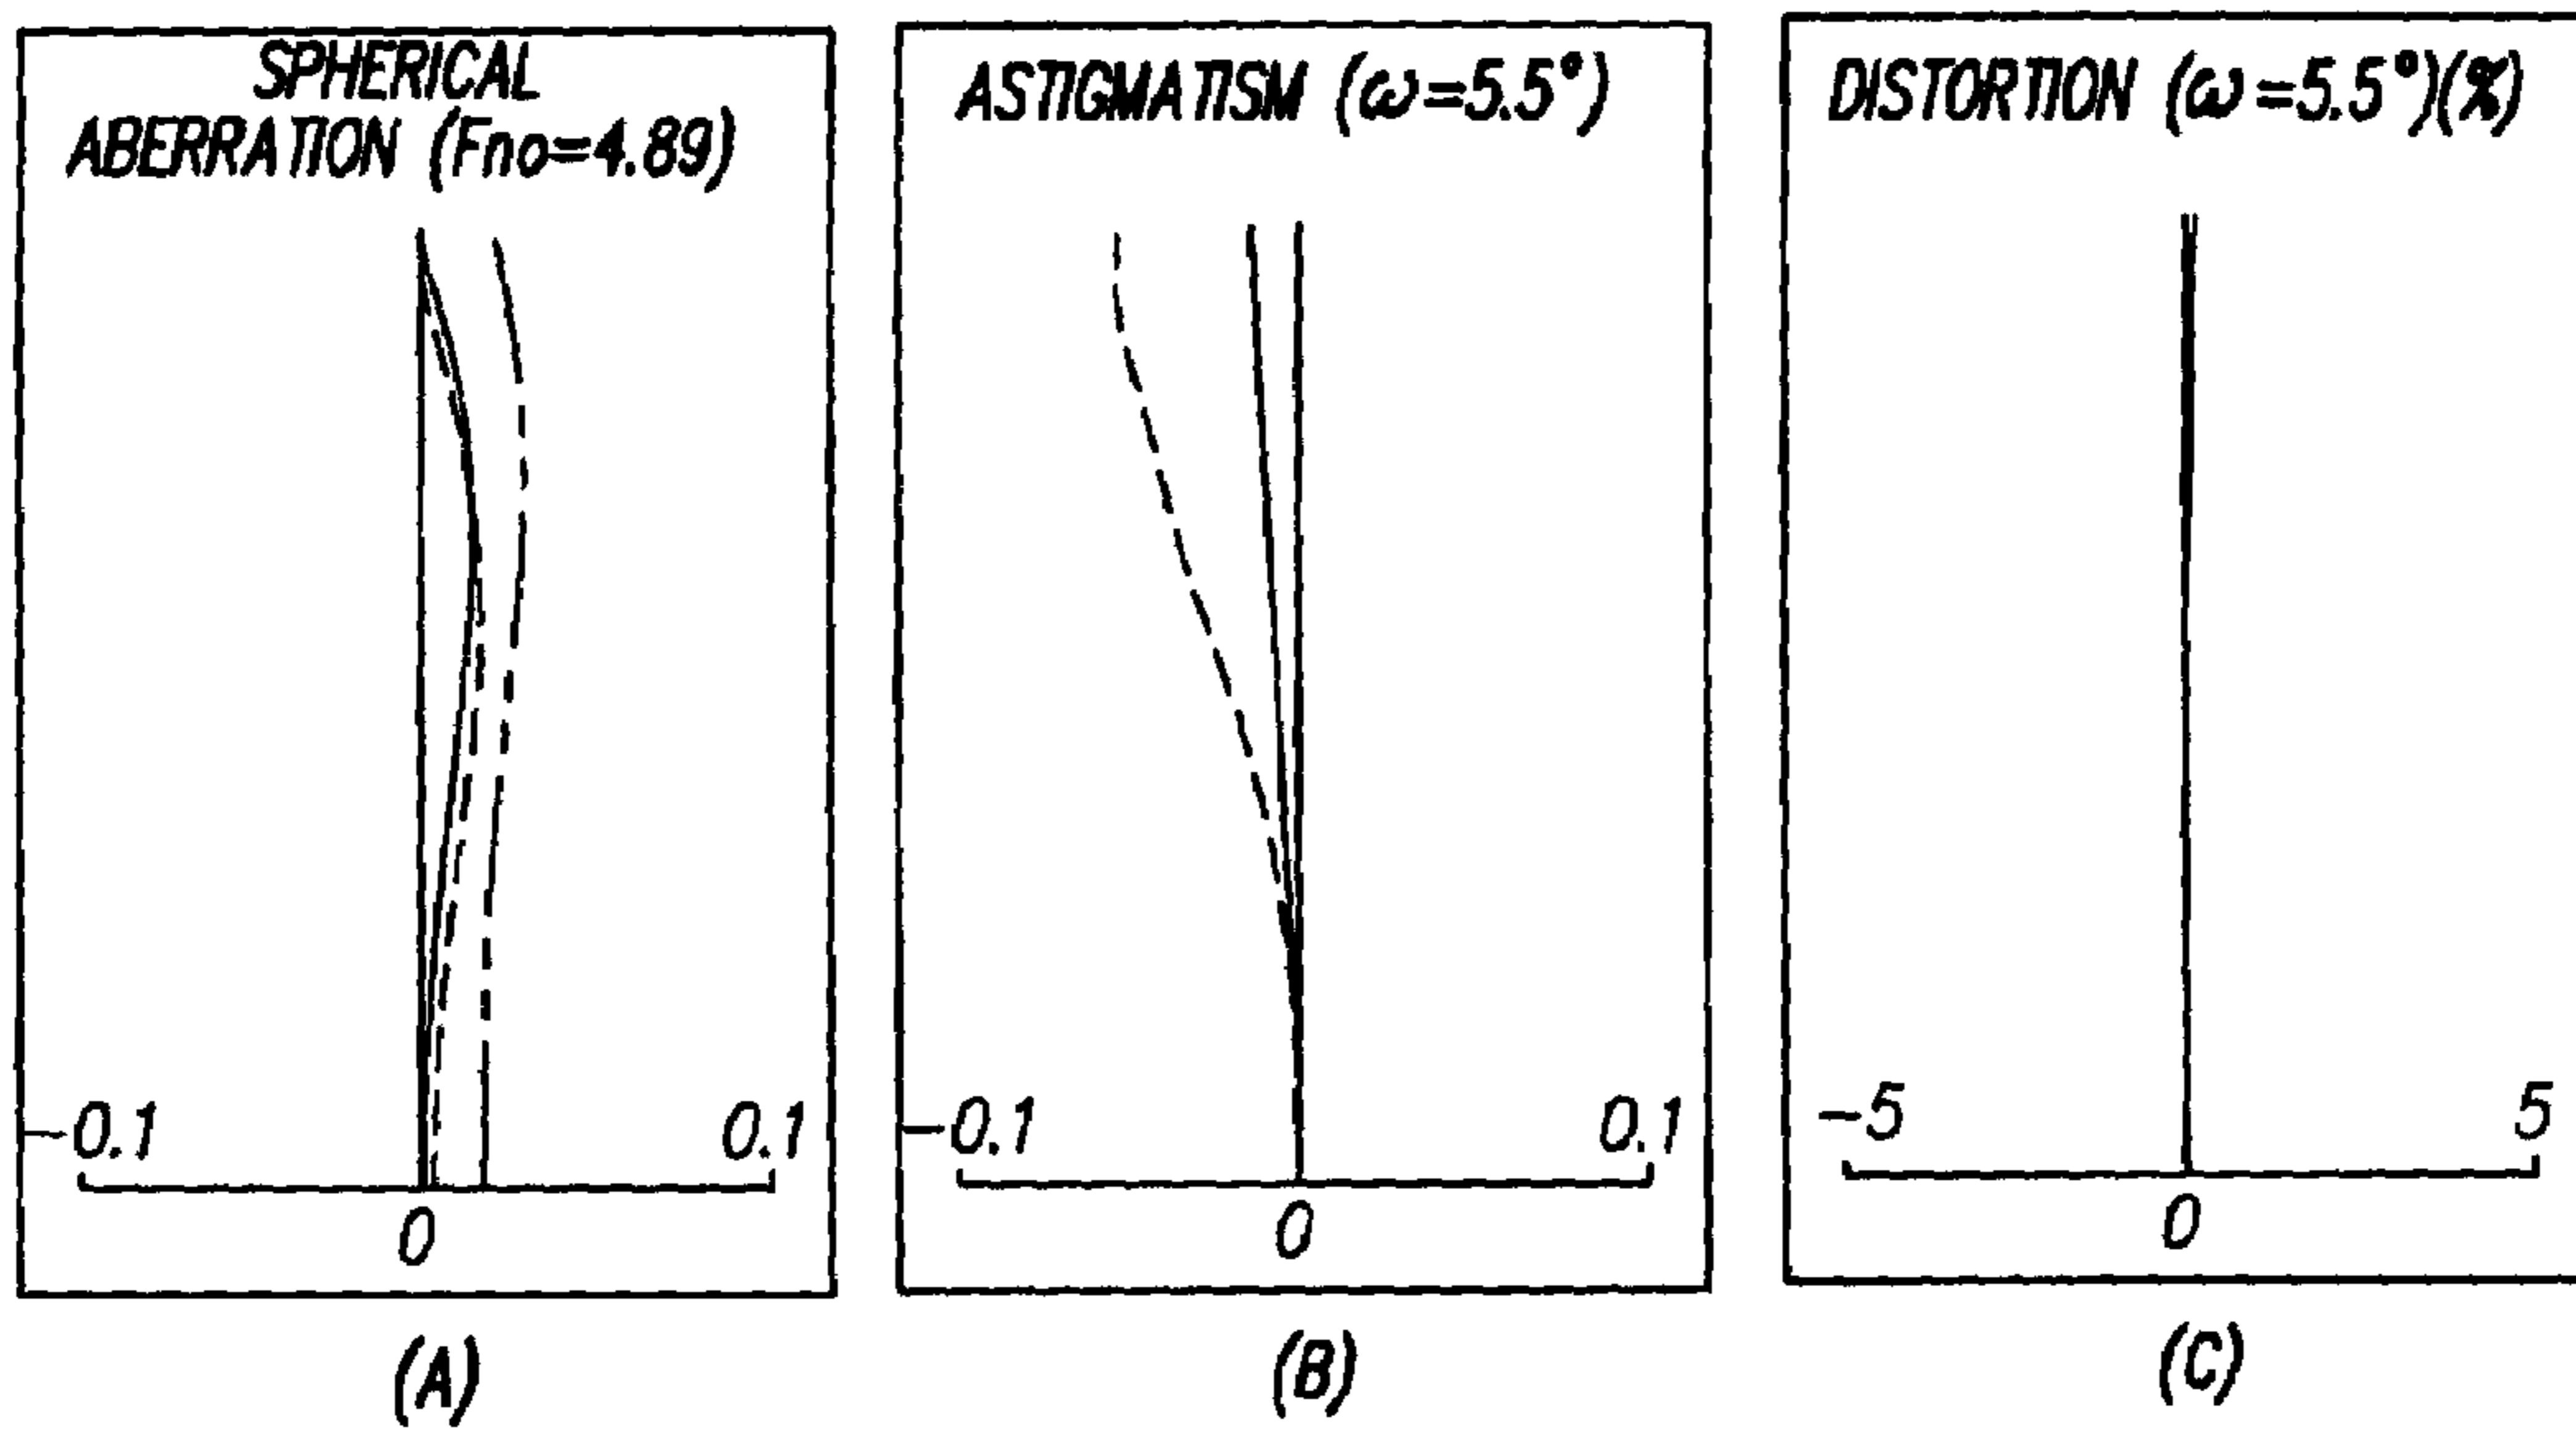 SPHERICAL
ABERRATION (Fno=4.89)
-0.1
0.1
0
(A)
ASTIGMATISM (ω=5.5°)
-0.1
0.1
0
(B)
DISTORTION (ω=5.5°)(%)
-5
5
0
(C)